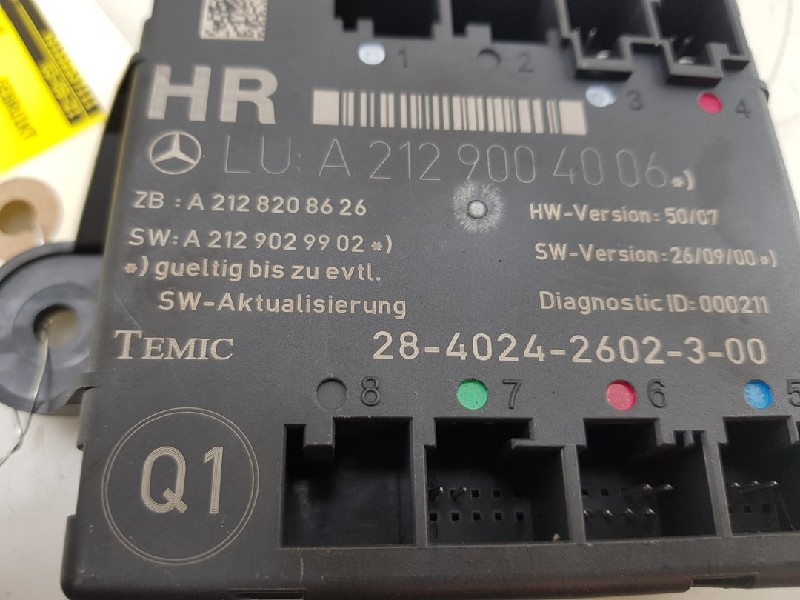 1 2 3 4
HR
LU: A 212 900 40 06 *)
ZB : A 212 820 86 26
HW-Version: 50/07
SW: A 212 902 99 02 *)
SW-Version: 26/09/00 *)
*) gueltig bis zu evtl.
SW-Aktualisierung
Diagnostic ID: 000211
TEMIC
28-4024-2602-3-00
8 7 6 5
Q1